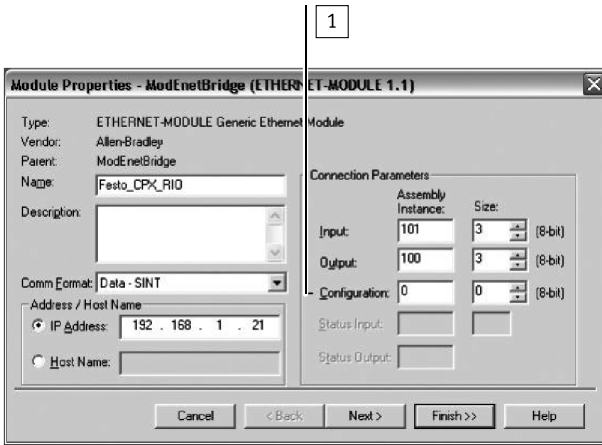 1
Module Properties - ModEnetBridge (ETHERNET-MODULE 1.1)
Type: ETHERNET-MODULE Generic Ethernet Module
Vendor: Allen-Bradley
Parent: ModEnetBridge
Name: Festo_CPX_RIO
Description:
Comm Format: Data - SINT
Address / Host Name
IP Address: 192 . 168 . 1 . 21
Host Name:
Connection Parameters
Assembly
Instance: Size:
Input: 101 3 (8-bit)
Output: 100 3 (8-bit)
Configuration: 0 0 (8-bit)
Status Input:
Status Output:
Cancel < Back Next > Finish >> Help